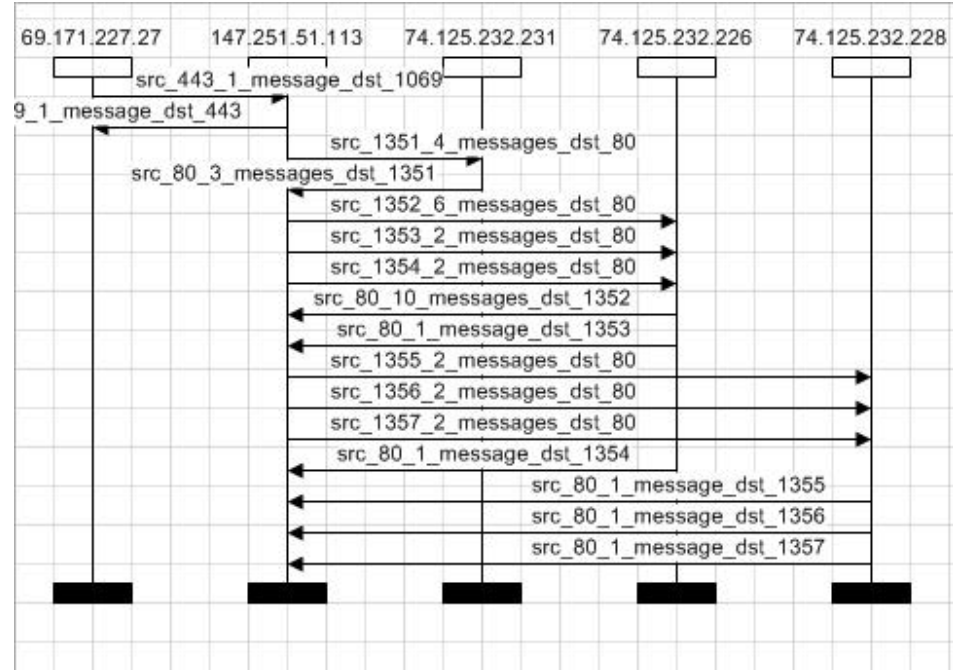 69.171.227.27 147.251.51.113 74.125.232.231 74.125.232.226 74.125.232.228
src_443_1_message_dst_1069
9_1_message_dst_443
src_1351_4_messages_dst_80
src_80_3_messages_dst_1351
src_1352_6_messages_dst_80
src_1353_2_messages_dst_80
src_1354_2_messages_dst_80
src_80_10_messages_dst_1352
src_80_1_message_dst_1353
src_1355_2_messages_dst_80
src_1356_2_messages_dst_80
src_1357_2_messages_dst_80
src_80_1_message_dst_1354
src_80_1_message_dst_1355
src_80_1_message_dst_1356
src_80_1_message_dst_1357